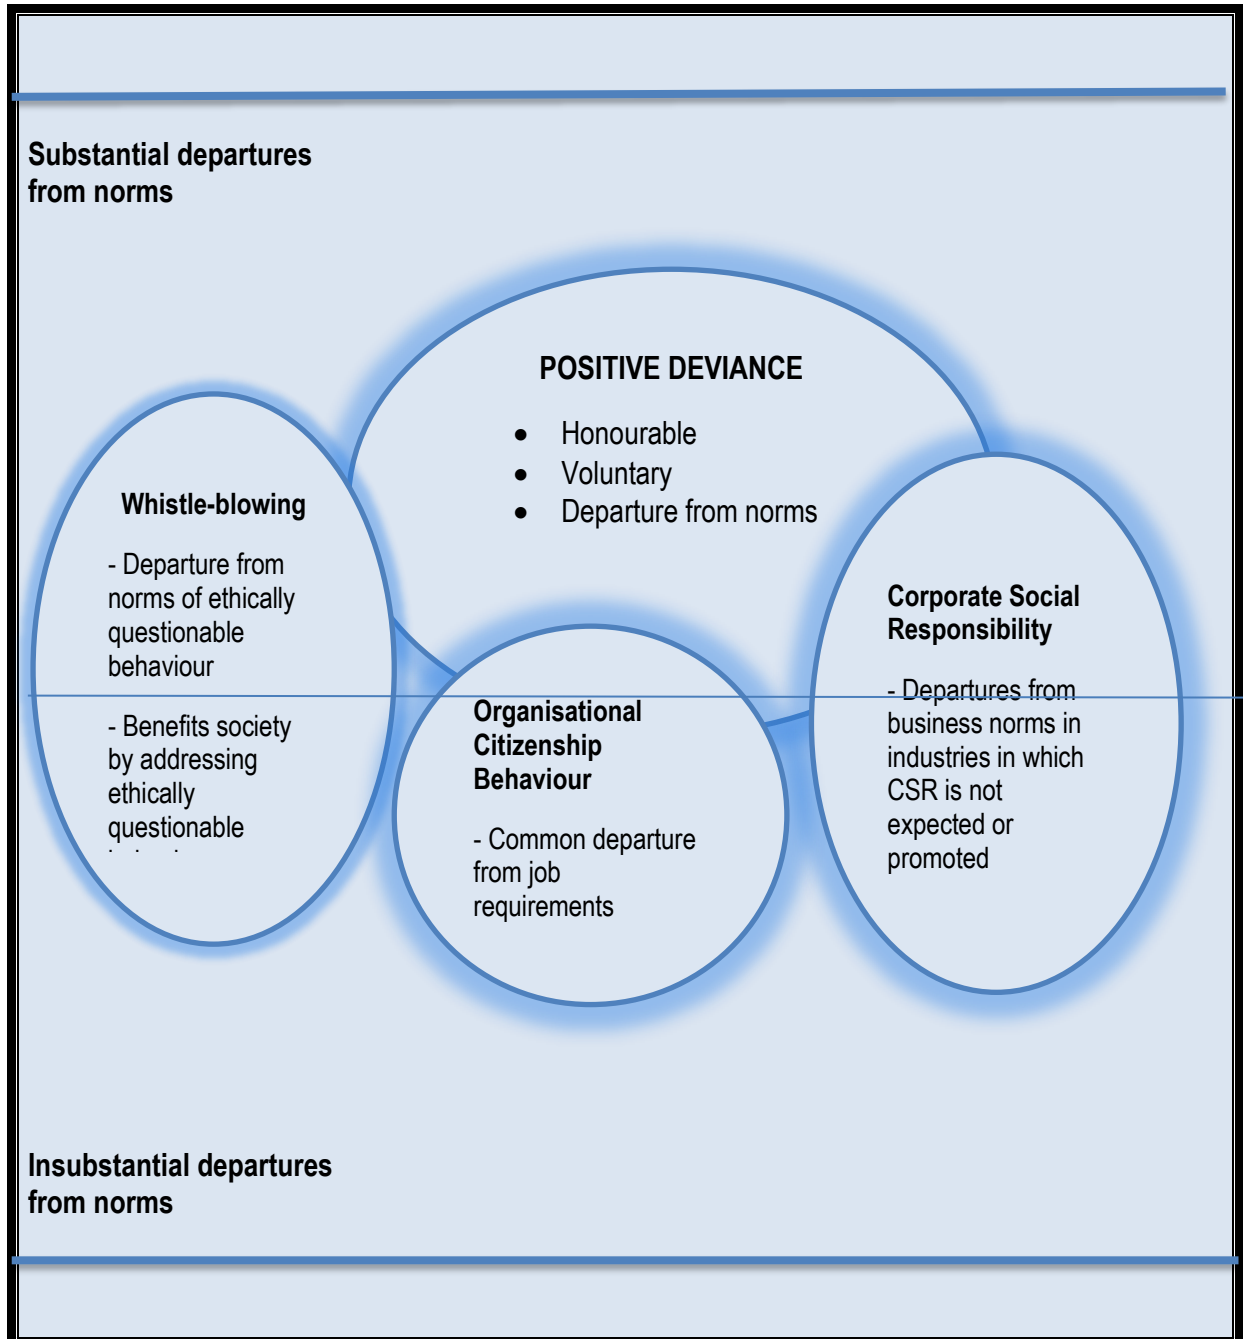 Substantial departures
from norms
POSITIVE DEVIANCE
• Honourable
• Voluntary
• Departure from norms
Whistle-blowing
- Departure from
norms of ethically
questionable
behaviour
- Benefits society
by addressing
ethically
questionable
Organisational
Citizenship
Behaviour
- Common departure
from job
requirements
Corporate Social
Responsibility
- Departures from
business norms in
industries in which
CSR is not
expected or
promoted
Insubstantial departures
from norms